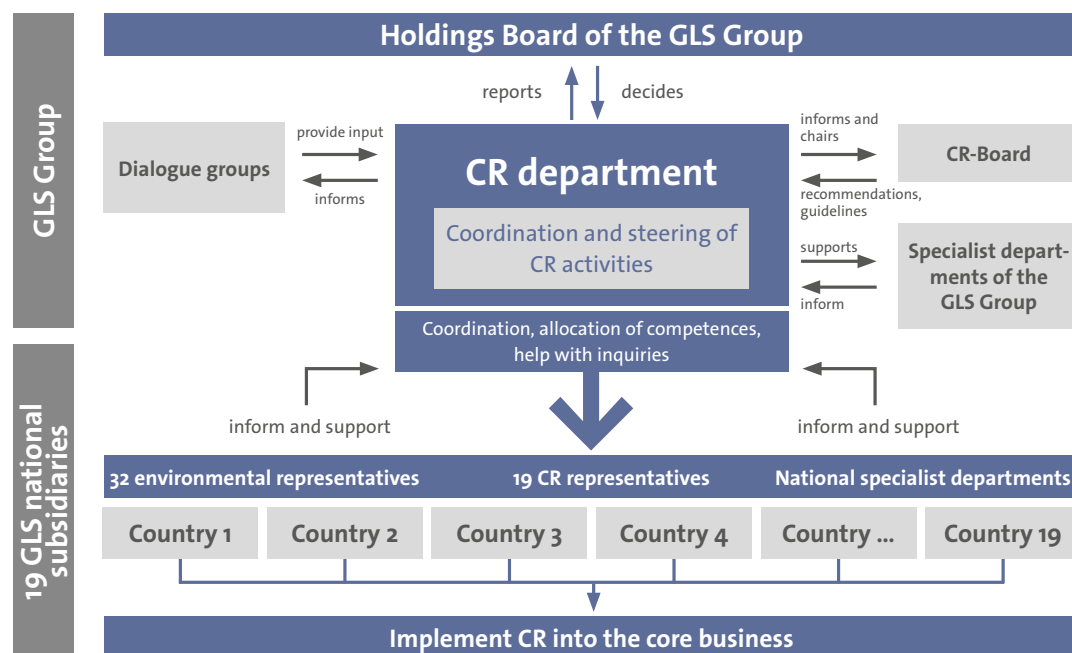 GLS Group
Holdings Board of the GLS Group
reports
decides
provide input
Dialogue groups
informs
CR department
Coordination and steering of
CR activities
informs and
chairs
CR-Board
recommendations,
guidelines
supports
Specialist depart-
ments of the
GLS Group
inform
Coordination, allocation of competences,
help with inquiries
19 GLS national
subsidiaries
inform and support
inform and support
32 environmental representatives
19 CR representatives
National specialist departments
Country 1
Country 2
Country 3
Country 4
Country ...
Country 19
Implement CR into the core business